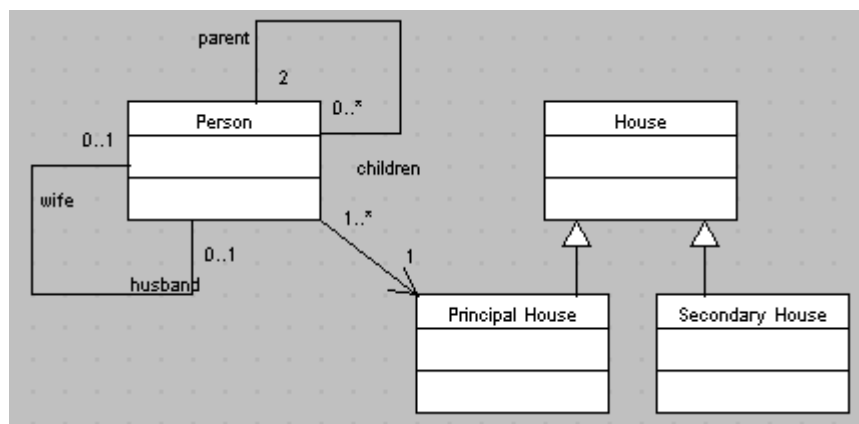 parent
2
0..*
Person
House
0..1
children
wife
1..*
0..1
1
husband
Principal House
Secondary House